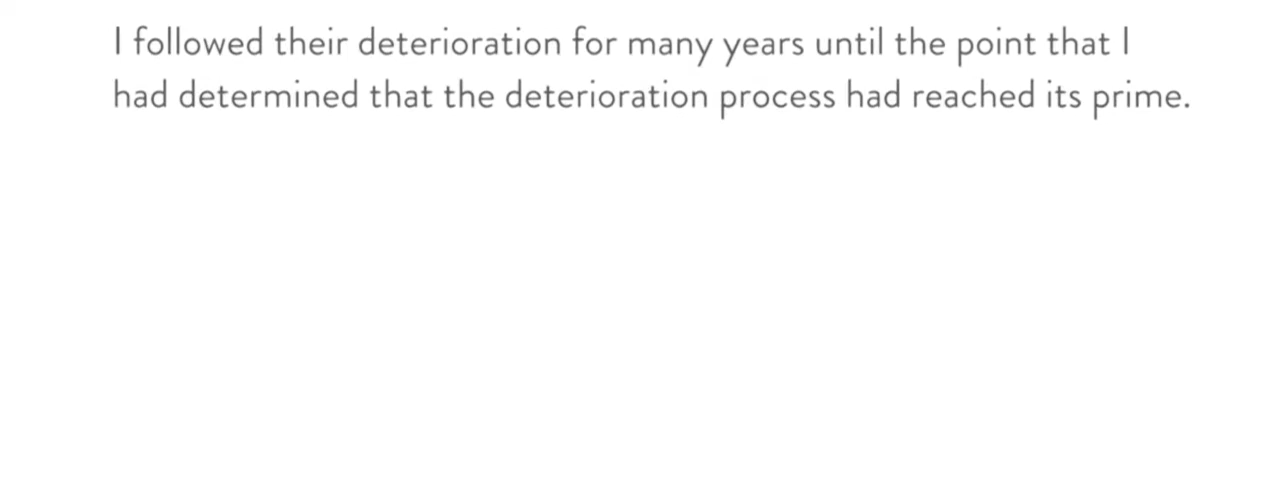 I followed their deterioration for many years until the point that I
had determined that the deterioration process had reached its prime.